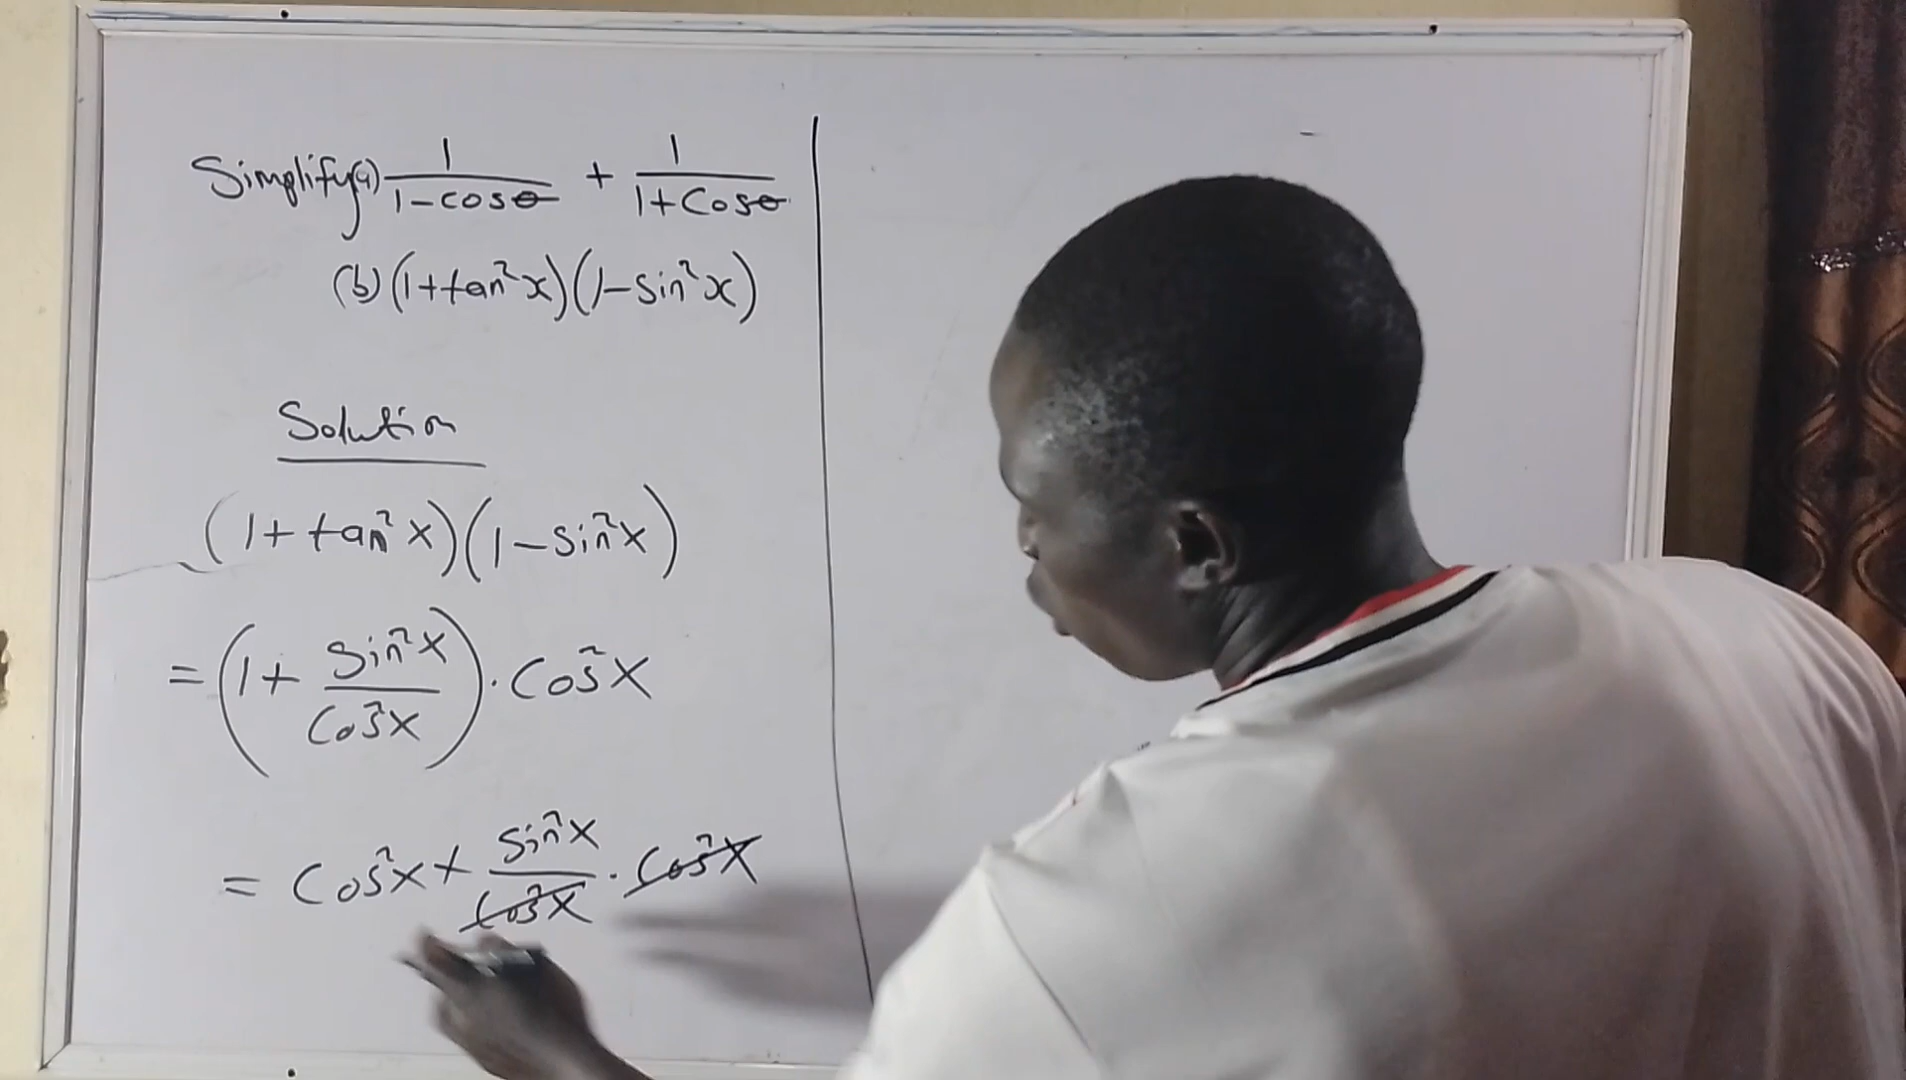 Simplify(a) 1/(1-cosθ) + 1/(1+Cosθ)
(b) (1+tan²x)(1-sin²x)
Solution
(1+tan²x)(1-sin²x)
= (1+ sin²x/Cos²x) · Cos²x
= Cos²x + sin²x/Cos²x · Cos²x